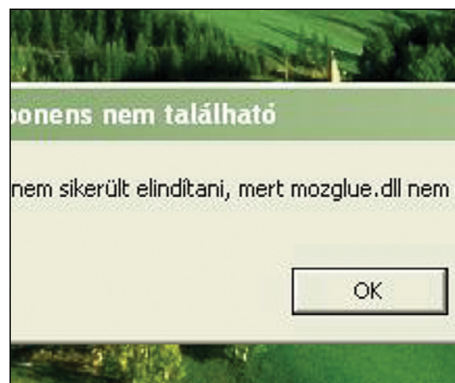 ponens nem található
nem sikerült elindítani, mert mozglue.dll nem
OK